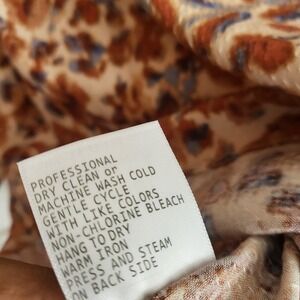 PROFESSIONAL
DRY CLEAN or
MACHINE WASH COLD
GENTLE CYCLE
WITH LIKE COLORS
NON-CHLORINE BLEACH
HANG TO DRY
WARM IRON
PRESS AND STEAM
ON BACK SIDE